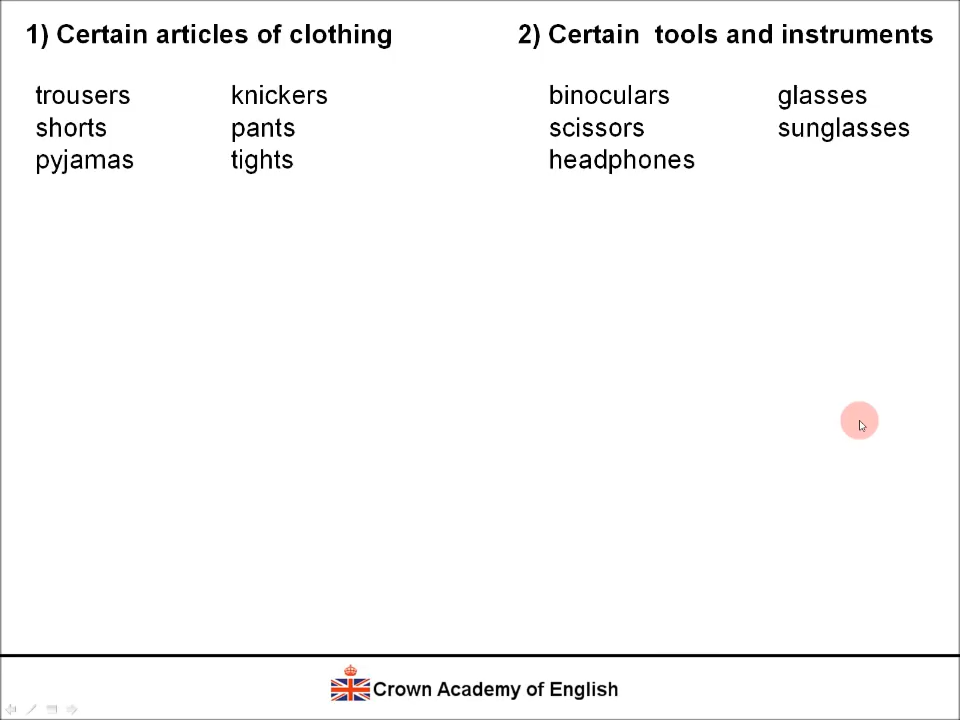 1) Certain articles of clothing
trousers knickers
shorts pants
pyjamas tights
2) Certain tools and instruments
binoculars glasses
scissors sunglasses
headphones
Crown Academy of English